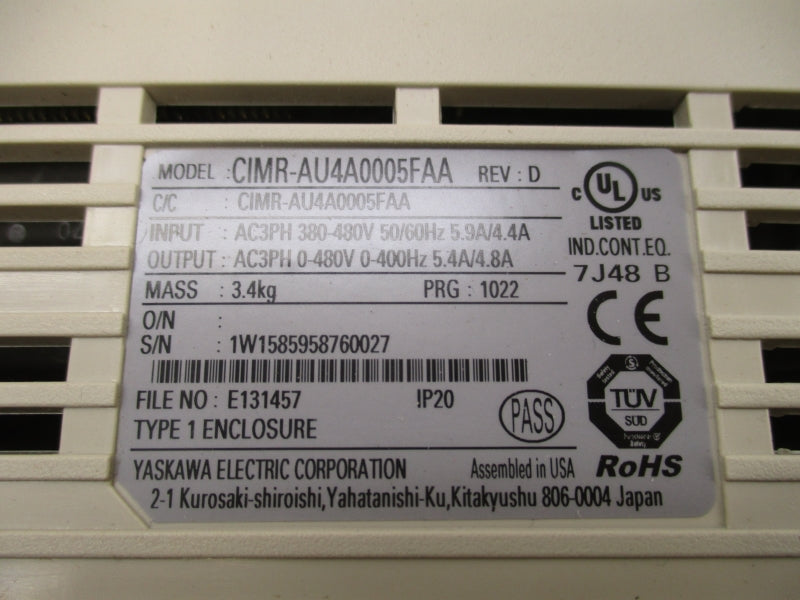 MODEL : CIMR-AU4A0005FAA REV : D
C/C : CIMR-AU4A0005FAA
INPUT : AC3PH 380-480V 50/60Hz 5.9A/4.4A
OUTPUT : AC3PH 0-480V 0-400Hz 5.4A/4.8A
MASS : 3.4kg PRG : 1022
O/N :
S/N : 1W1585958760027
FILE NO : E131457 IP20
TYPE 1 ENCLOSURE
PASS
YASKAWA ELECTRIC CORPORATION Assembled in USA
2-1 Kurosaki-shiroishi,Yahatanishi-Ku,Kitakyushu 806-0004 Japan
C UL US
LISTED
IND.CONT.EQ.
7J48 B
CE
TÜV
SÜD
RoHS